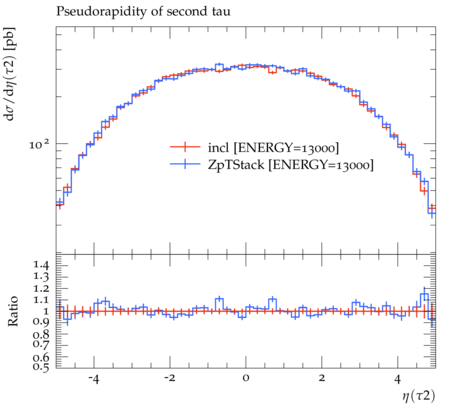 Pseudorapidity of second tau
dσ/dη(τ2) [pb]
10²
incl [ENERGY=13000]
ZpTStack [ENERGY=13000]
Ratio
1.4
1.3
1.2
1.1
1
0.9
0.8
0.7
0.6
0.5
-4 -2 0 2 4
η(τ2)